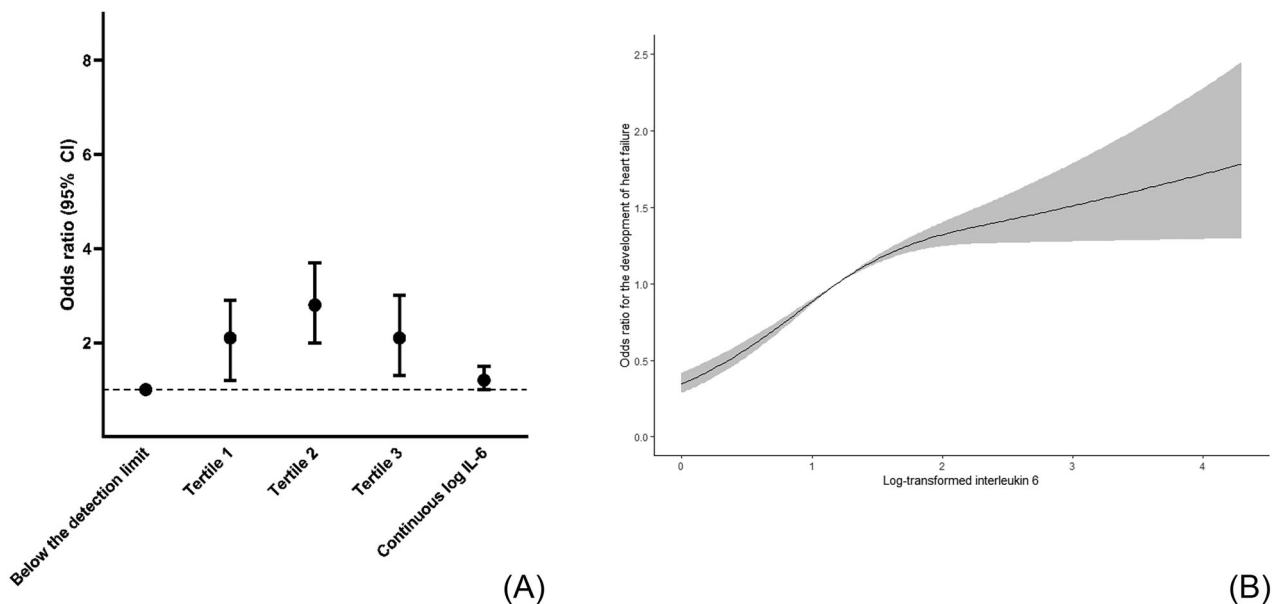 Odds ratio (95% CI)
8
6
4
2
Below the detection limit
Tertile 1
Tertile 2
Tertile 3
Continuous log IL-6
(A)
Odds ratio for the development of heart failure
2.5
2.0
1.5
1.0
0.5
0.0
0 1 2 3 4
Log-transformed interleukin 6
(B)